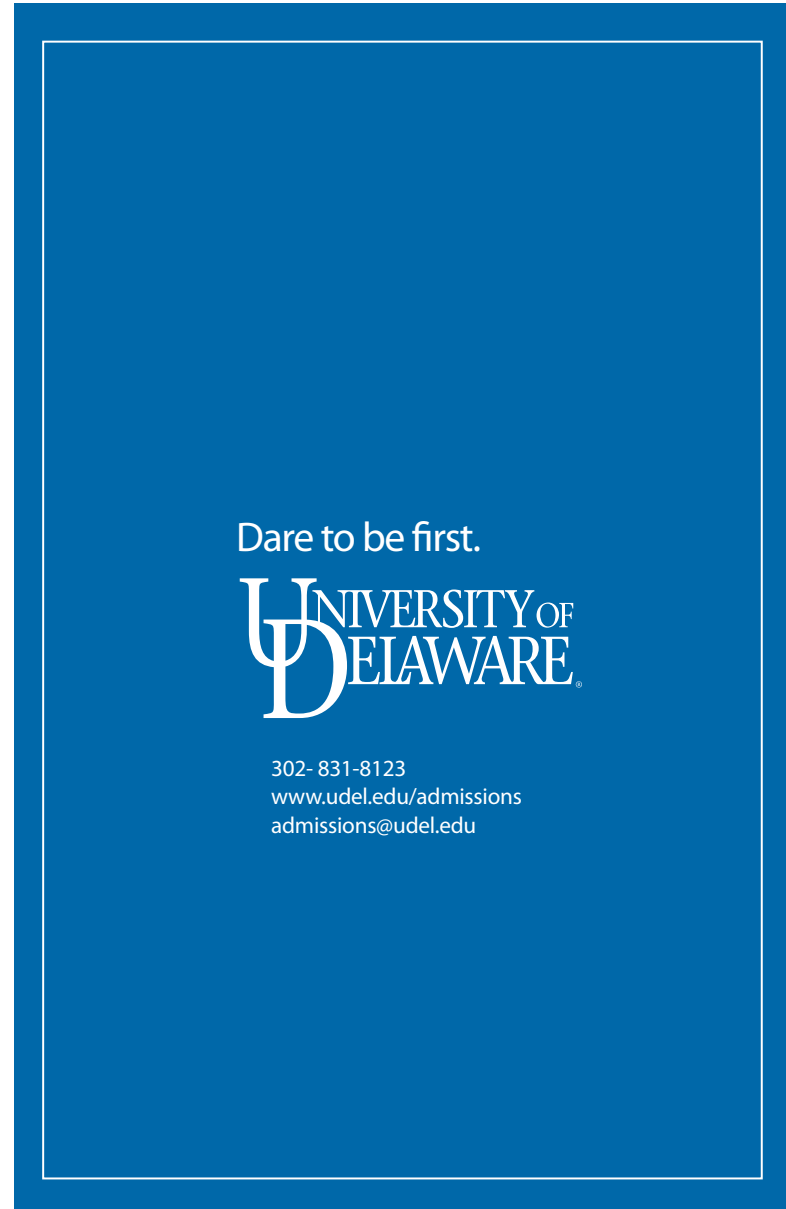 Dare to be first.
UNIVERSITY OF
DELAWARE®
302- 831-8123
www.udel.edu/admissions
admissions@udel.edu